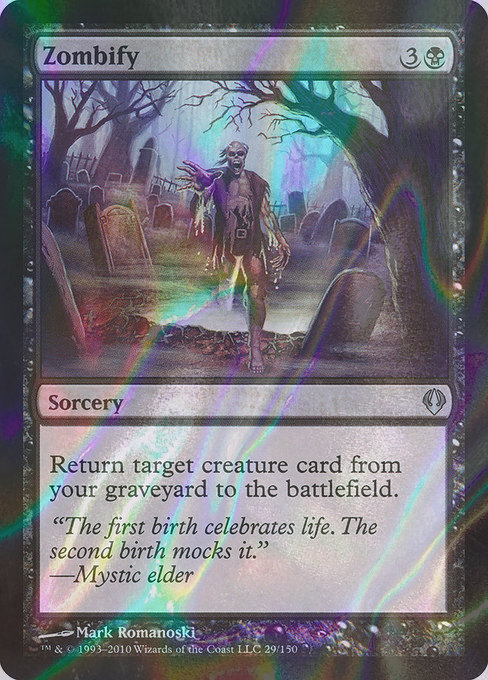 Zombify 3
Sorcery
Return target creature card from
your graveyard to the battlefield.
“The first birth celebrates life. The
second birth mocks it.”
—Mystic elder
Mark Romanoski
™ & © 1993–2010 Wizards of the Coast LLC 29/150